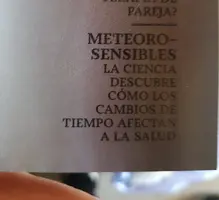 PAREJA?
METEORO-
SENSIBLES
LA CIENCIA
DESCUBRE
CÓMO LOS
CAMBIOS DE
TIEMPO AFECTAN
A LA SALUD